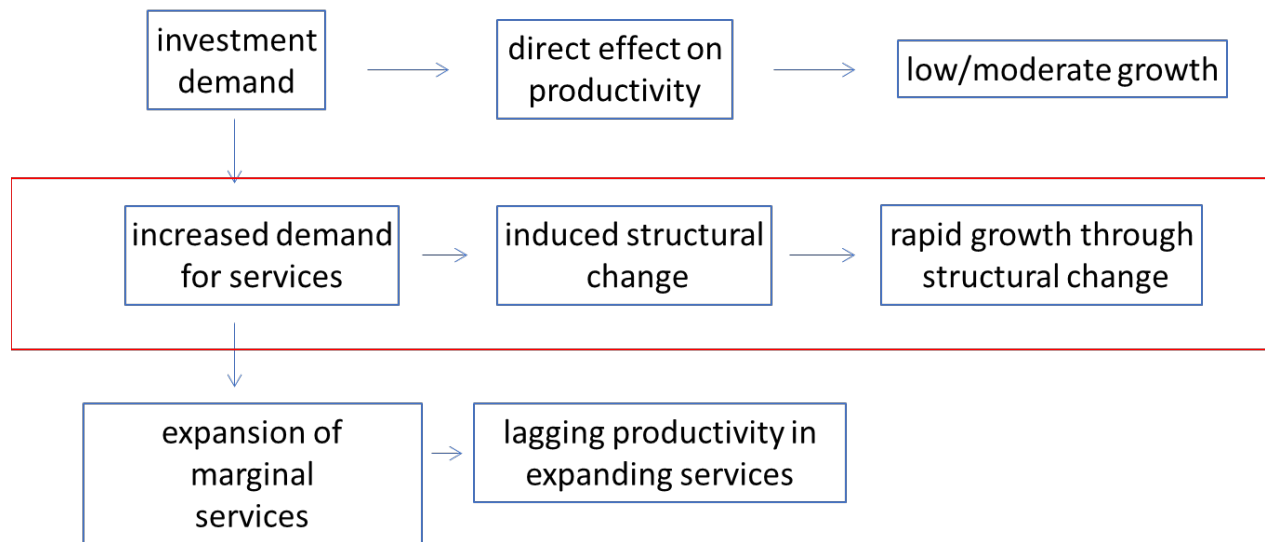 investment
demand
direct effect on
productivity
low/moderate growth
increased demand
for services
induced structural
change
rapid growth through
structural change
expansion of
marginal
services
lagging productivity in
expanding services